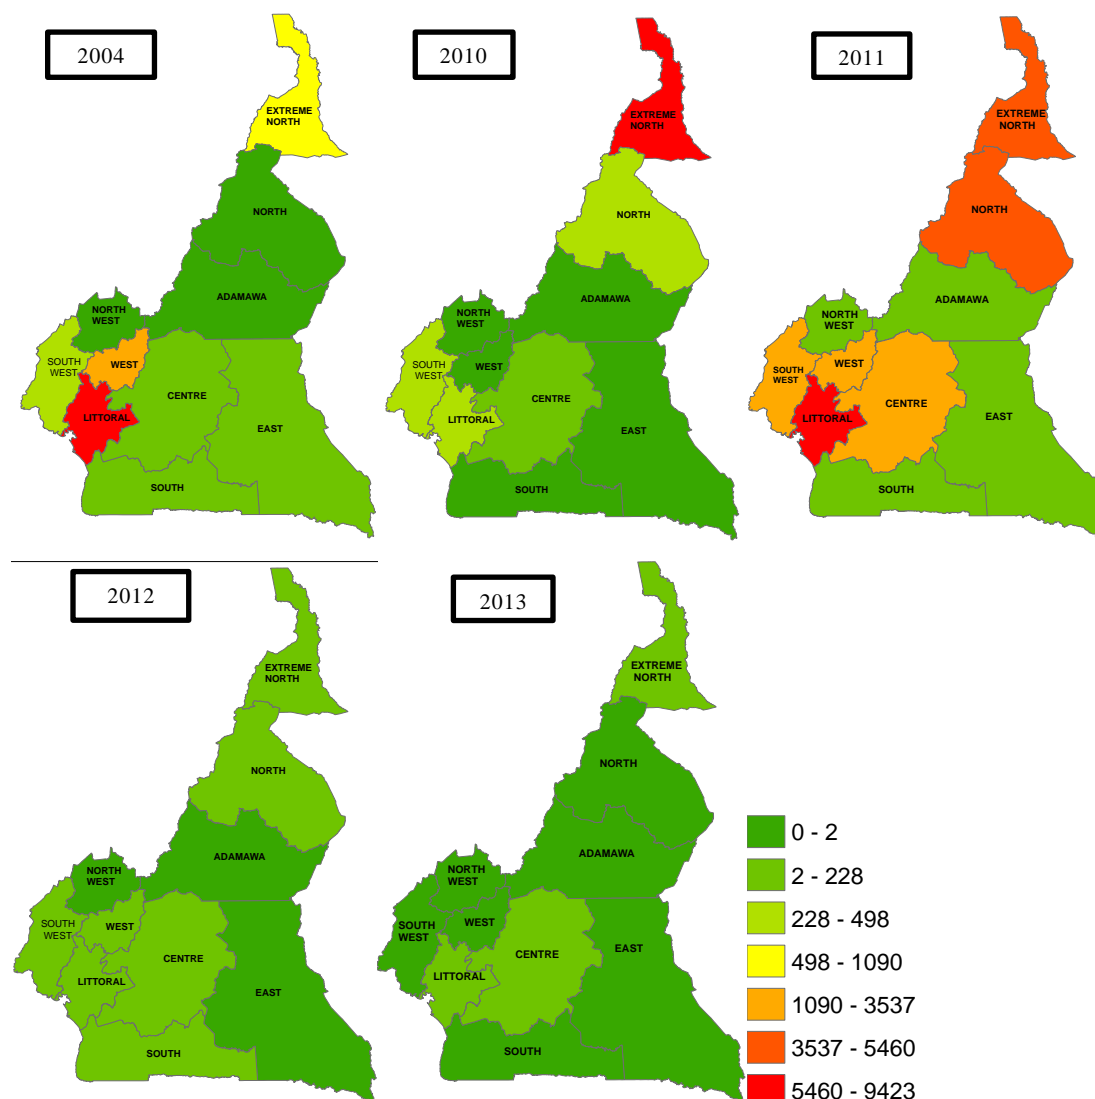 2004
EXTREME
NORTH
NORTH
ADAMAWA
NORTH
WEST
SOUTH
WEST
WEST
LITTORAL
CENTRE
EAST
SOUTH
2010
EXTREME
NORTH
NORTH
ADAMAWA
NORTH
WEST
SOUTH
WEST
WEST
LITTORAL
CENTRE
EAST
SOUTH
2011
EXTREME
NORTH
NORTH
ADAMAWA
NORTH
WEST
SOUTH
WEST
WEST
LITTORAL
CENTRE
EAST
SOUTH
2012
EXTREME
NORTH
NORTH
ADAMAWA
NORTH
WEST
SOUTH
WEST
WEST
CENTRE
LITTORAL
EAST
SOUTH
2013
EXTREME
NORTH
NORTH
ADAMAWA
NORTH
WEST
SOUTH
WEST
WEST
CENTRE
LITTORAL
EAST
SOUTH
0 - 2
2 - 228
228 - 498
498 - 1090
1090 - 3537
3537 - 5460
5460 - 9423